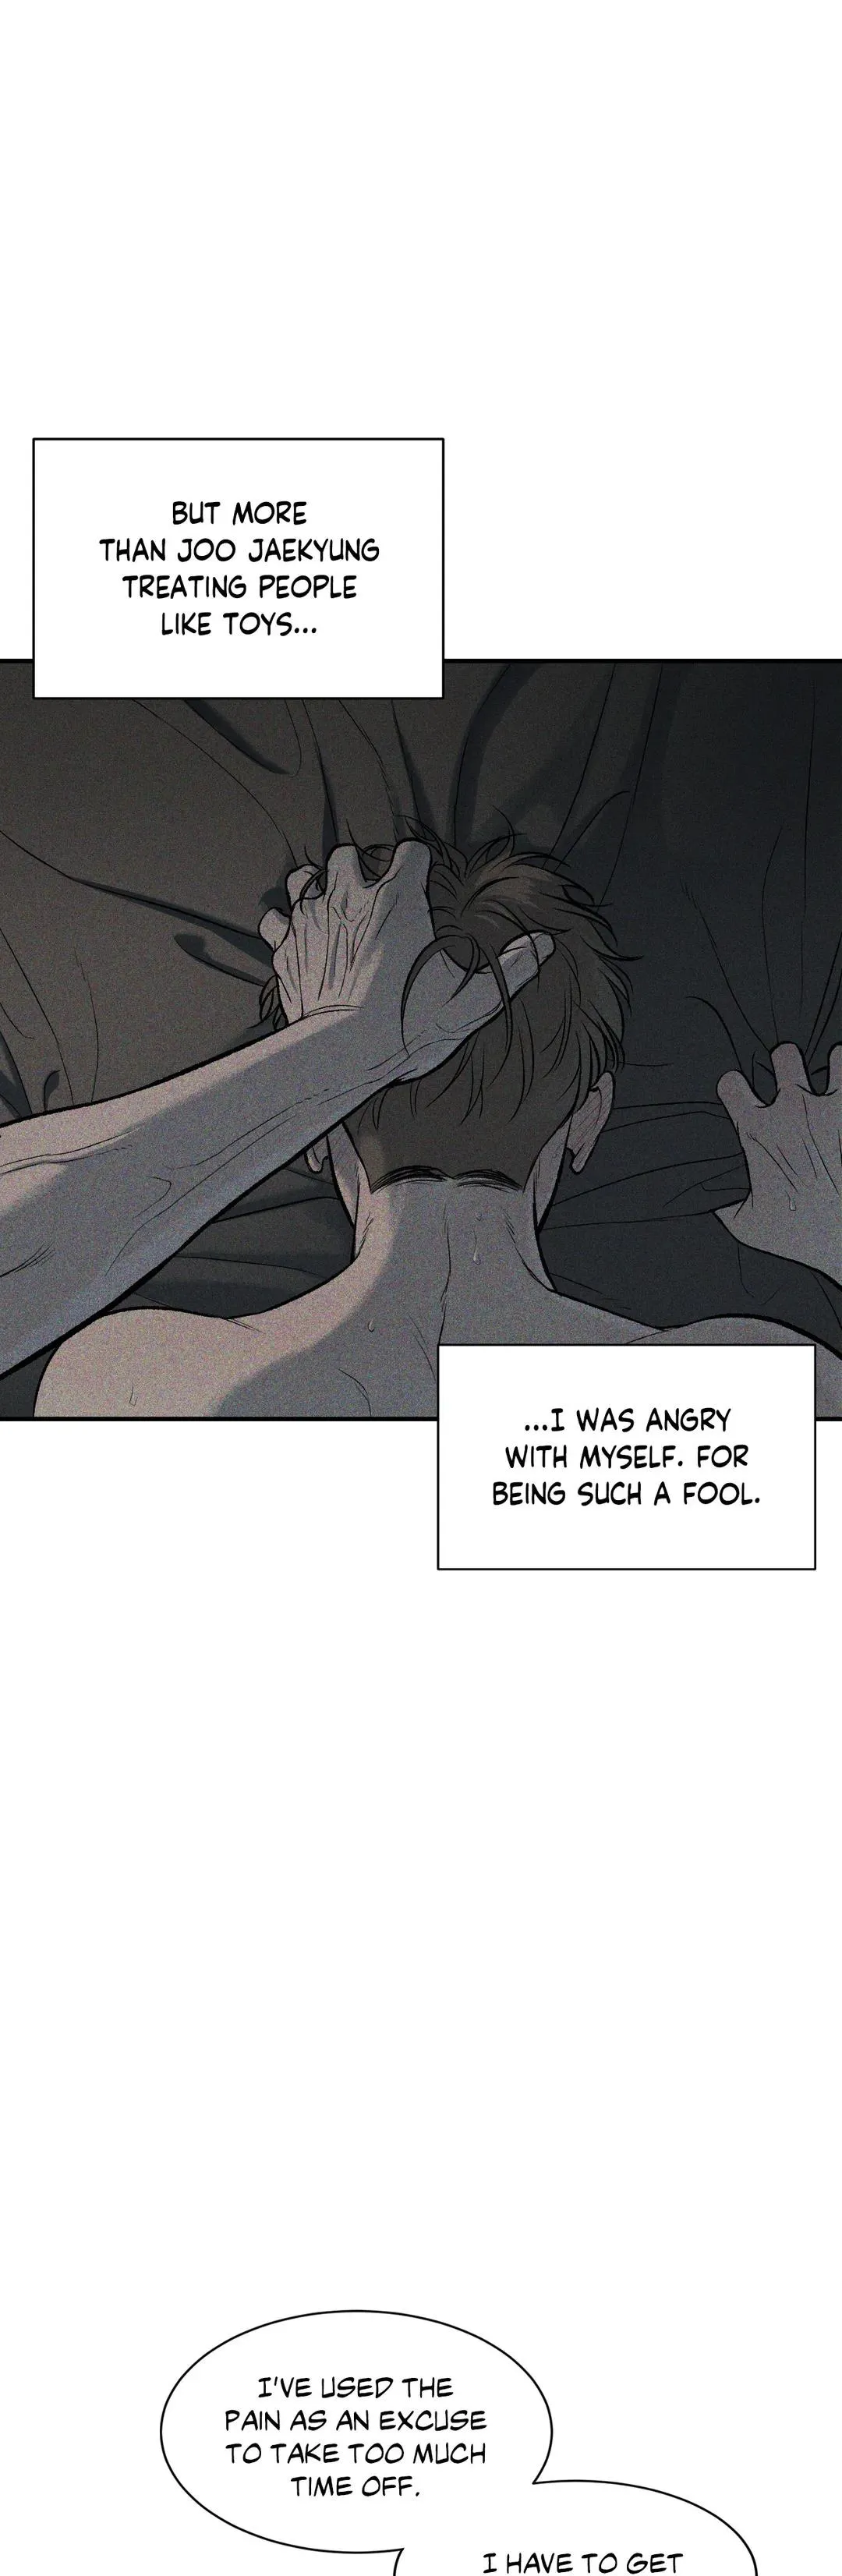 BUT MORE
THAN JOO JAEKYUNG
TREATING PEOPLE
LIKE TOYS...
...I WAS ANGRY
WITH MYSELF. FOR
BEING SUCH A FOOL.
I'VE USED THE
PAIN AS AN EXCUSE
TO TAKE TOO MUCH
TIME OFF.
I HAVE TO GET